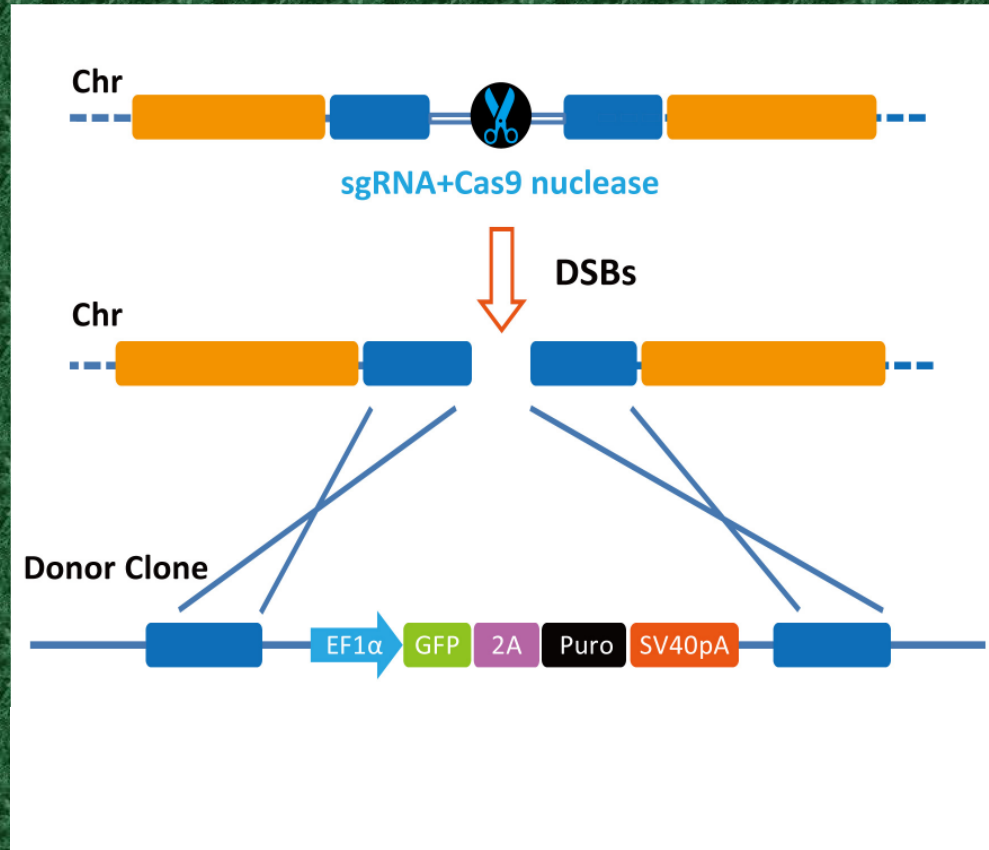 Chr
sgRNA+Cas9 nuclease
DSBs
Chr
Donor Clone
EF1α GFP 2A Puro SV40pA